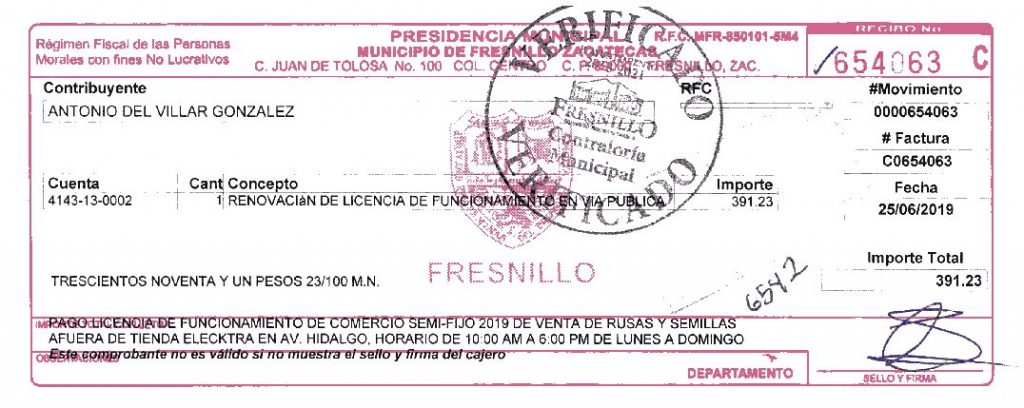 Régimen Fiscal de las Personas
Morales con fines No Lucrativos
PRESIDENCIA MUNICIPAL R.F.C. MFR-850101-5M4
MUNICIPIO DE FRESNILLO ZACATECAS
C. JUAN DE TOLOSA No. 100 COL. CENTRO C.P. FRESNILLO, ZAC.
RECIBO No
654063 C
VERIFICADO
2021
FRESNILLO
Contraloría
Municipal
VERIFICADO
Contribuyente RFC #Movimiento
ANTONIO DEL VILLAR GONZALEZ 0000654063
# Factura
C0654063
Cuenta Cant Concepto Importe Fecha
4143-13-0002 1 RENOVACIàN DE LICENCIA DE FUNCIONAMIENTO EN VIA PUBLICA 391.23 25/06/2019
Importe Total
TRESCIENTOS NOVENTA Y UN PESOS 23/100 M.N. FRESNILLO 391.23
6542
PAGO LICENCIA DE FUNCIONAMIENTO DE COMERCIO SEMI-FIJO 2019 DE VENTA DE RUSAS Y SEMILLAS
AFUERA DE TIENDA ELECKTRA EN AV. HIDALGO, HORARIO DE 10:00 AM A 6:00 PM DE LUNES A DOMINGO
OBSERVACIONES
Este comprobante no es válido si no muestra el sello y firma del cajero
DEPARTAMENTO SELLO Y FIRMA